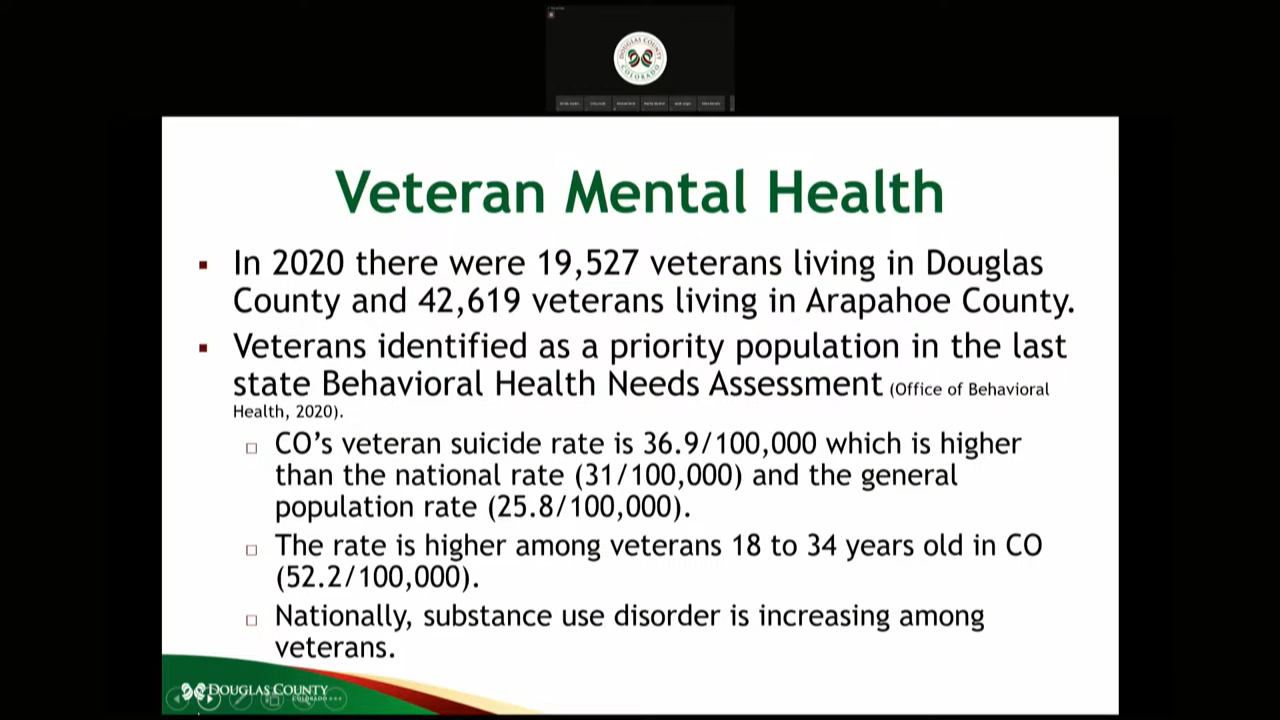 DOUGLAS COUNTY
COLORADO
Veteran Mental Health
▪ In 2020 there were 19,527 veterans living in Douglas
County and 42,619 veterans living in Arapahoe County.
▪ Veterans identified as a priority population in the last
state Behavioral Health Needs Assessment (Office of Behavioral
Health, 2020).
□ CO’s veteran suicide rate is 36.9/100,000 which is higher
than the national rate (31/100,000) and the general
population rate (25.8/100,000).
□ The rate is higher among veterans 18 to 34 years old in CO
(52.2/100,000).
□ Nationally, substance use disorder is increasing among
veterans.
DOUGLAS COUNTY
COLORADO